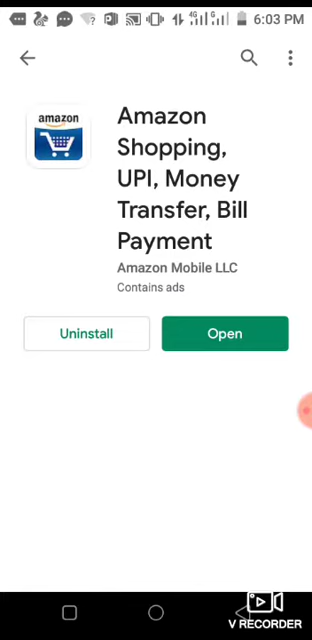 4G G 6:03 PM
amazon
Amazon
Shopping,
UPI, Money
Transfer, Bill
Payment
Amazon Mobile LLC
Contains ads
Uninstall Open
V RECORDER